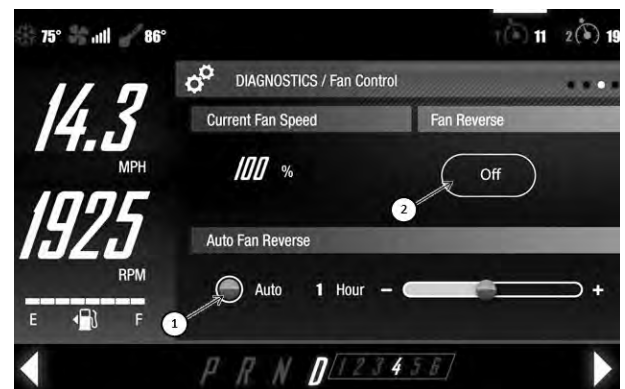 75° 86° 1 11 2 19
DIAGNOSTICS / Fan Control
14.3
MPH
Current Fan Speed Fan Reverse
100 %
Off
2
1925
RPM
Auto Fan Reverse
Auto 1 Hour − +
1
E F
P R N D 1 2 3 4 5 6